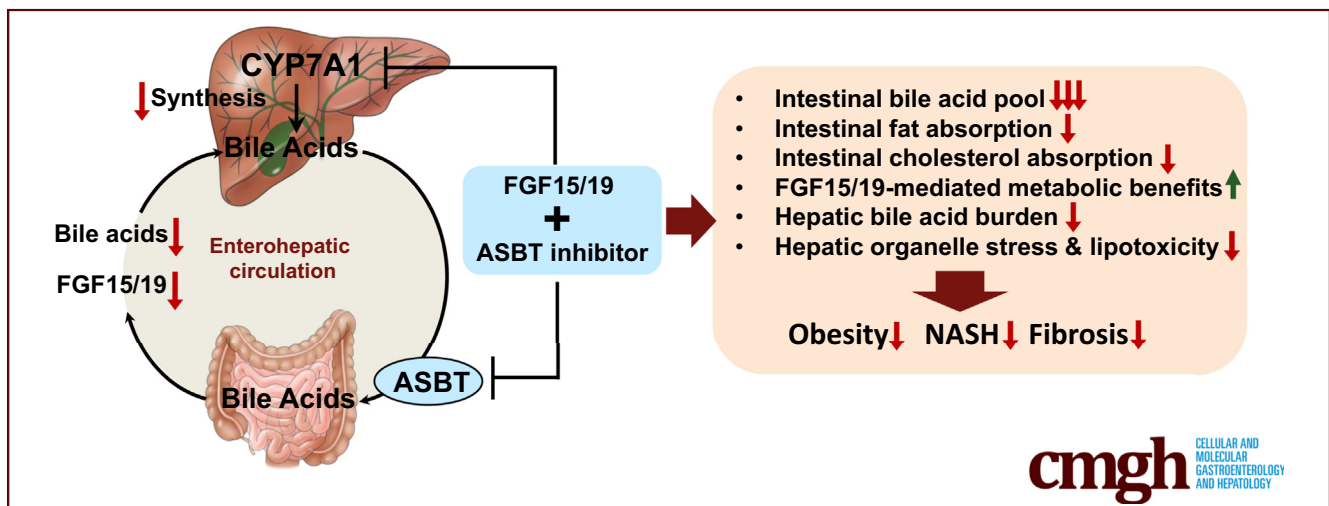 CYP7A1
Synthesis
Bile Acids
Bile acids
FGF15/19
Enterohepatic
circulation
Bile Acids
ASBT
FGF15/19
+
ASBT inhibitor
• Intestinal bile acid pool ↓↓↓
• Intestinal fat absorption ↓
• Intestinal cholesterol absorption ↓
• FGF15/19-mediated metabolic benefits ↑
• Hepatic bile acid burden ↓
• Hepatic organelle stress & lipotoxicity ↓
Obesity↓ NASH↓ Fibrosis↓
cmgh
CELLULAR AND
MOLECULAR
GASTROENTEROLOGY
AND HEPATOLOGY